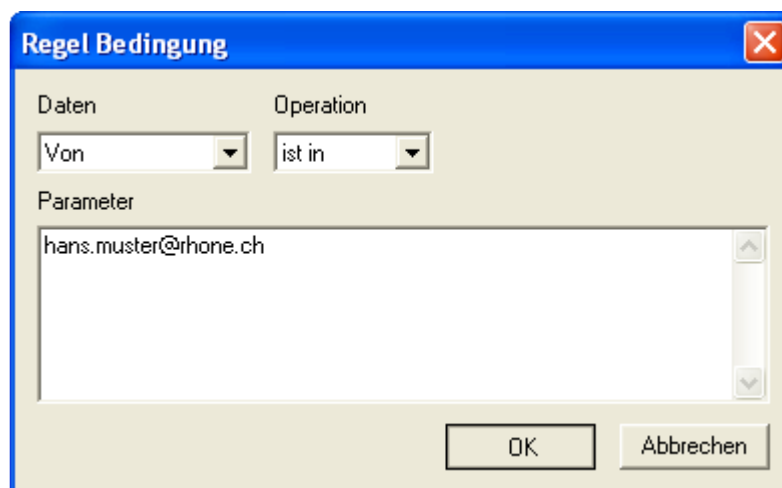 Regel Bedingung
Daten Operation
Von ist in
Parameter
hans.muster@rhone.ch
OK Abbrechen